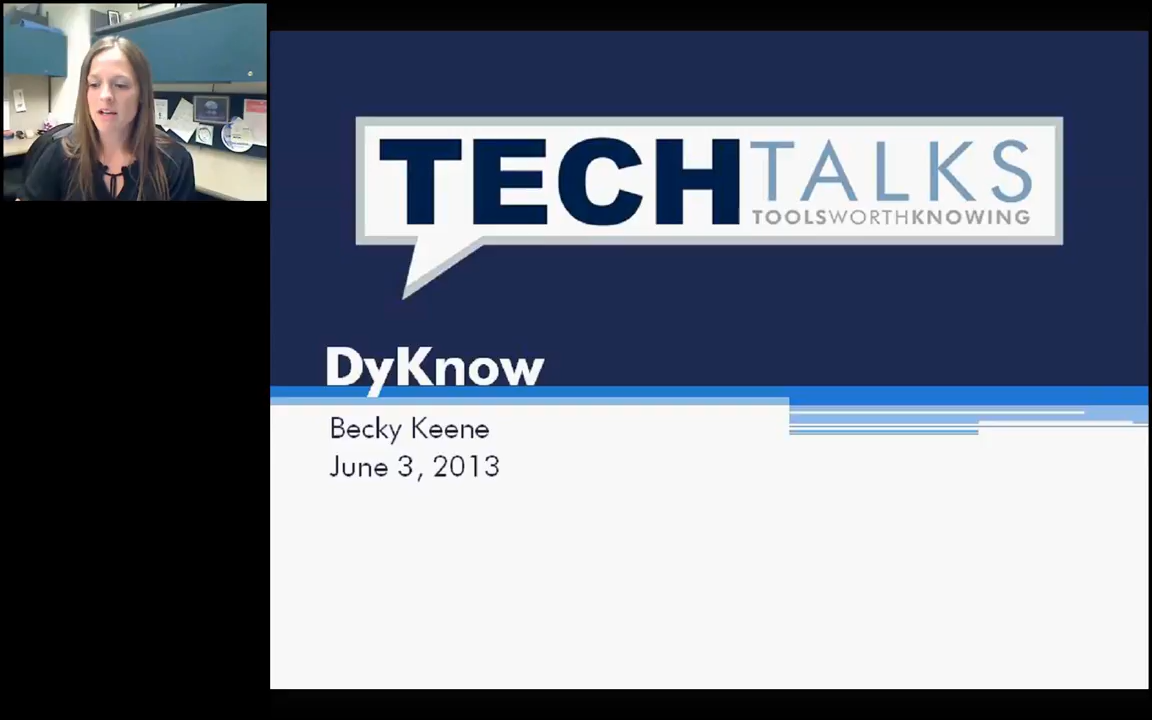 TECHTALKS
TOOLSWORTHKNOWING
DyKnow
Becky Keene
June 3, 2013